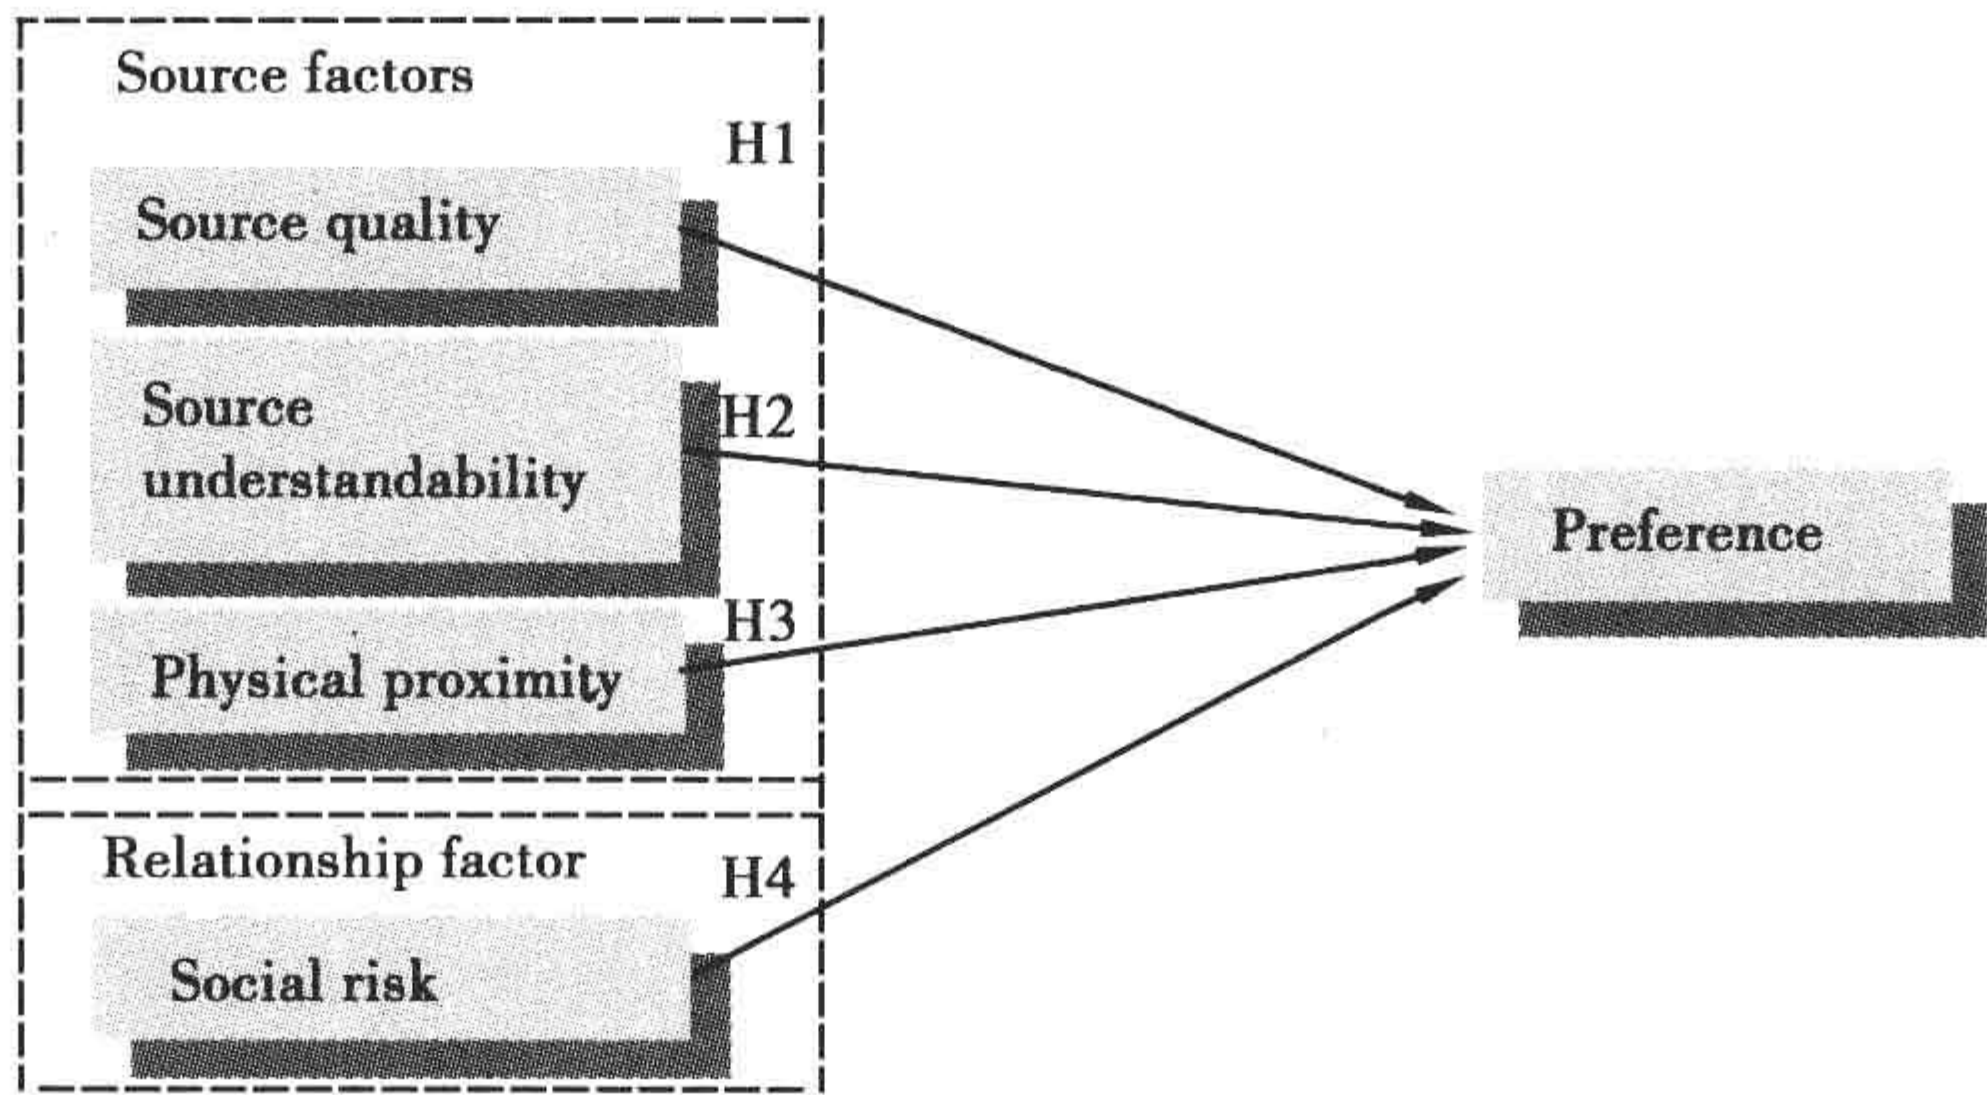 Source factors
H1
Source quality
Source
understandability
H2
Physical proximity
H3
Relationship factor
H4
Social risk
Preference